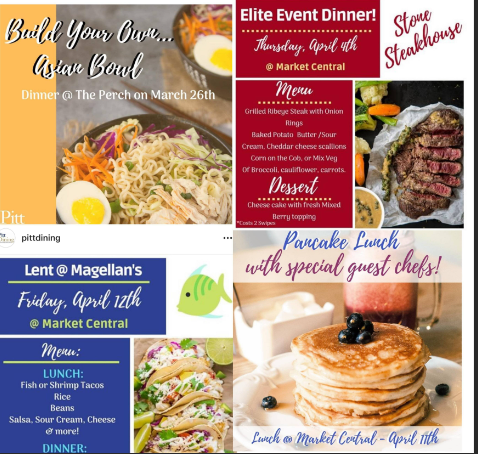 Build Your Own...
Asian Bowl
Dinner @ The Perch on March 26th
Pitt
Elite Event Dinner!
Thursday, April 4th
@ Market Central
Stone
Steakhouse
Menu
Grilled Ribeye Steak with Onion
Rings
Baked Potato Butter /Sour
Cream, Cheddar cheese scallions
Corn on the Cob, or Mix Veg
Of Broccoli, cauliflower, carrots.
Dessert
Cheese cake with fresh Mixed
Berry topping
*Costs 2 Swipes
pittdining
...
Lent @ Magellan's
Friday, April 12th
@ Market Central
Menu:
LUNCH:
Fish or Shrimp Tacos
Rice
Beans
Salsa, Sour Cream, Cheese
& more!
DINNER:
Pancake Lunch
with special guest chefs!
Lunch @ Market Central - April 11th